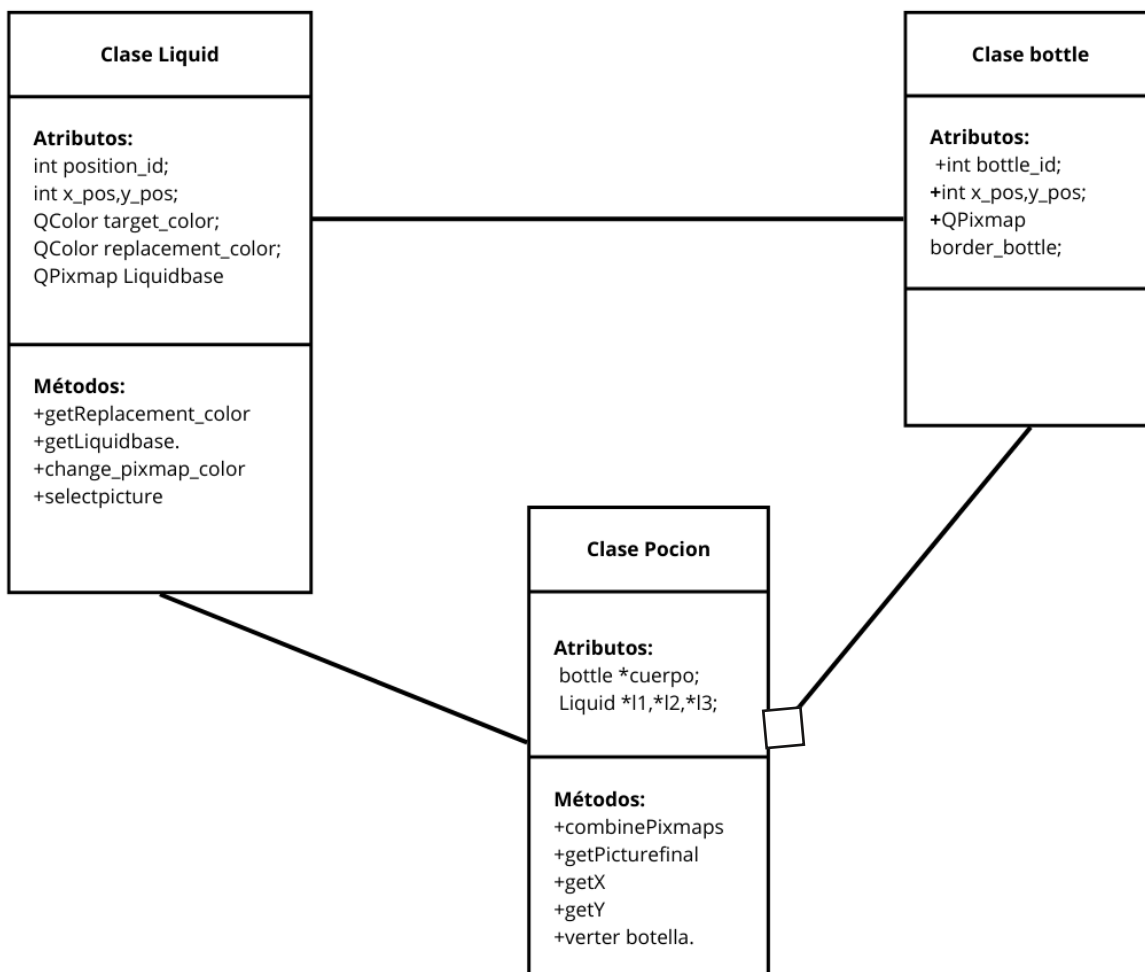 Clase Liquid
Atributos:
int position_id;
int x_pos,y_pos;
QColor target_color;
QColor replacement_color;
QPixmap Liquidbase
Métodos:
+getReplacement_color
+getLiquidbase.
+change_pixmap_color
+selectpicture
Clase bottle
Atributos:
+int bottle_id;
+int x_pos,y_pos;
+QPixmap
border_bottle;
Clase Pocion
Atributos:
bottle *cuerpo;
Liquid *l1,*l2,*l3;
Métodos:
+combinePixmaps
+getPicturefinal
+getX
+getY
+verter botella.